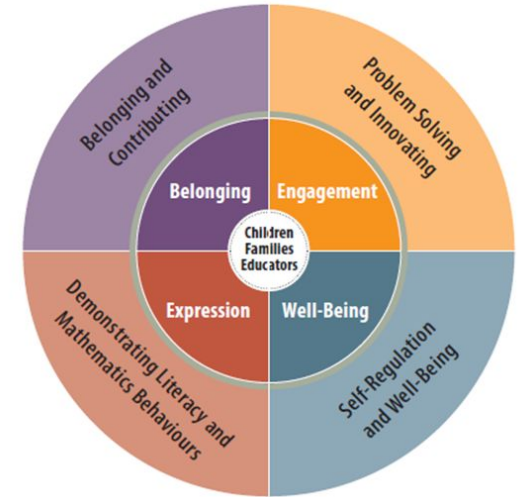 Belonging and
Contributing
Problem Solving
and Innovating
Belonging
Engagement
Children
Families
Educators
Expression
Well-Being
Demonstrating Literacy and
Mathematics Behaviours
Self-Regulation
and Well-Being